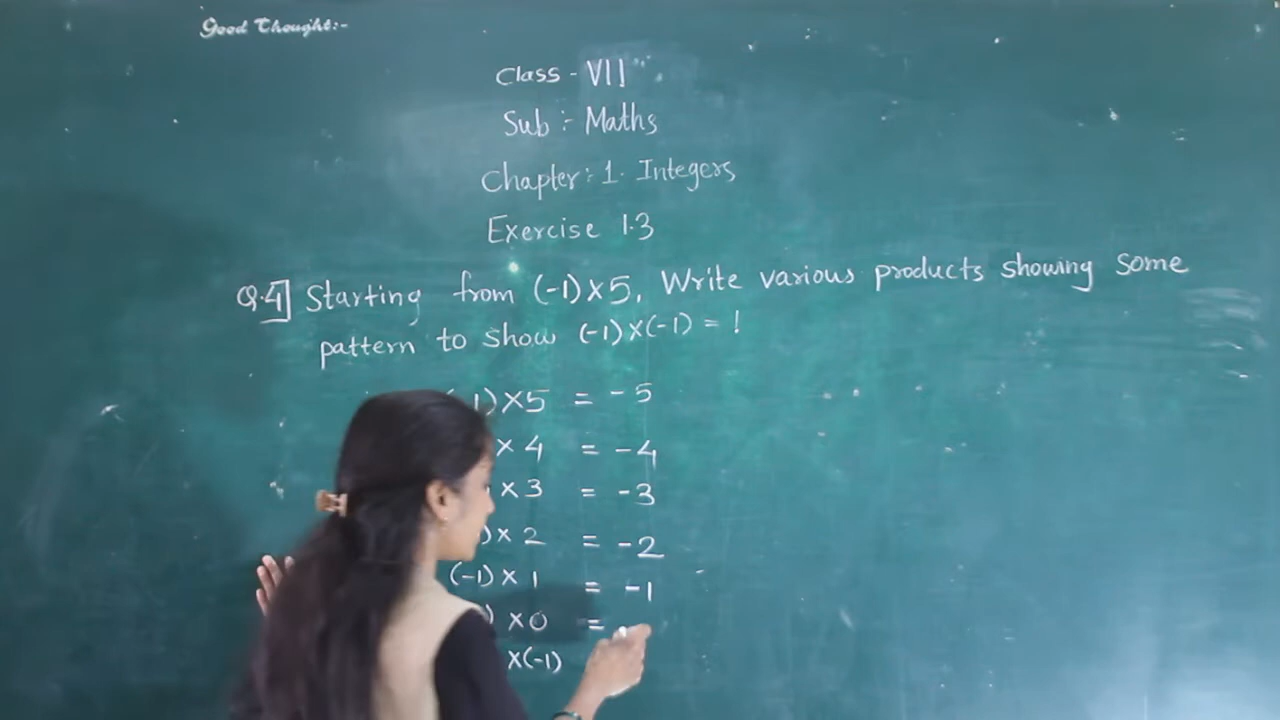 Good Thought:-
Class - VII
Sub :- Maths
Chapter: 1. Integers
Exercise 1.3
Q.4] Starting from (-1)×5, Write various products showing some
pattern to show (-1)×(-1) = 1
1)×5 = -5
×4 = -4
×3 = -3
)×2 = -2
(-1)×1 = -1
)×0 =
×(-1)